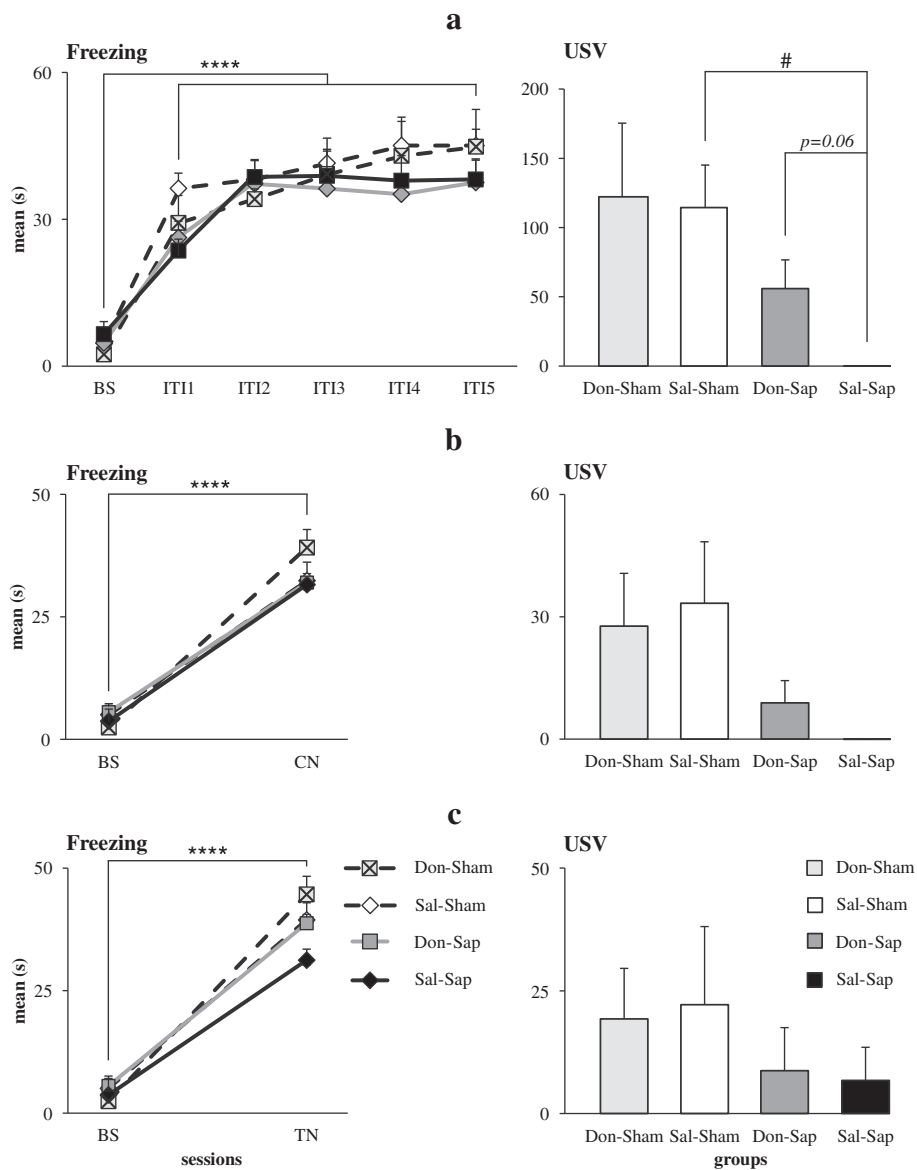 a
Freezing
USV
****
#
p=0.06
60
30
0
mean (s)
BS ITI1 ITI2 ITI3 ITI4 ITI5
200
150
100
50
0
Don-Sham Sal-Sham Don-Sap Sal-Sap
b
Freezing
USV
****
50
25
0
mean (s)
BS CN
60
30
0
Don-Sham Sal-Sham Don-Sap Sal-Sap
c
Freezing
USV
****
50
25
0
mean (s)
BS TN
sessions
Don-Sham
Sal-Sham
Don-Sap
Sal-Sap
50
25
0
Don-Sham
Sal-Sham
Don-Sap
Sal-Sap
Don-Sham Sal-Sham Don-Sap Sal-Sap
groups